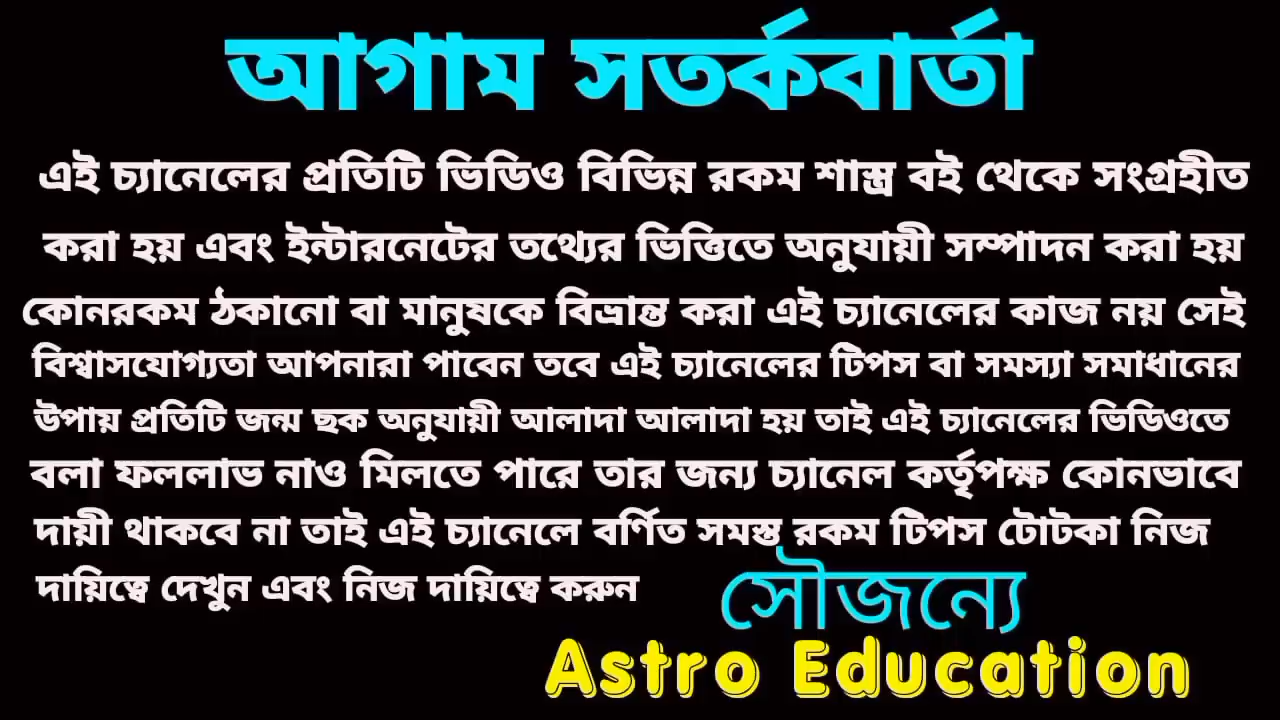 আগাম সতর্কবার্তা
এই চ্যানেলের প্রতিটি ভিডিও বিভিন্ন রকম শাস্ত্র বই থেকে সংগ্রহীত
করা হয় এবং ইন্টারনেটের তথ্যের ভিত্তিতে অনুযায়ী সম্পাদন করা হয়
কোনরকম ঠকানো বা মানুষকে বিভ্রান্ত করা এই চ্যানেলের কাজ নয় সেই
বিশ্বাসযোগ্যতা আপনারা পাবেন তবে এই চ্যানেলের টিপস বা সমস্যা সমাধানের
উপায় প্রতিটি জন্ম ছক অনুযায়ী আলাদা আলাদা হয় তাই এই চ্যানেলের ভিডিওতে
বলা ফললাভ নাও মিলতে পারে তার জন্য চ্যানেল কর্তৃপক্ষ কোনভাবে
দায়ী থাকবে না তাই এই চ্যানেলে বর্ণিত সমস্ত রকম টিপস টোটকা নিজ
দায়িত্বে দেখুন এবং নিজ দায়িত্বে করুন
সৌজন্যে
Astro Education